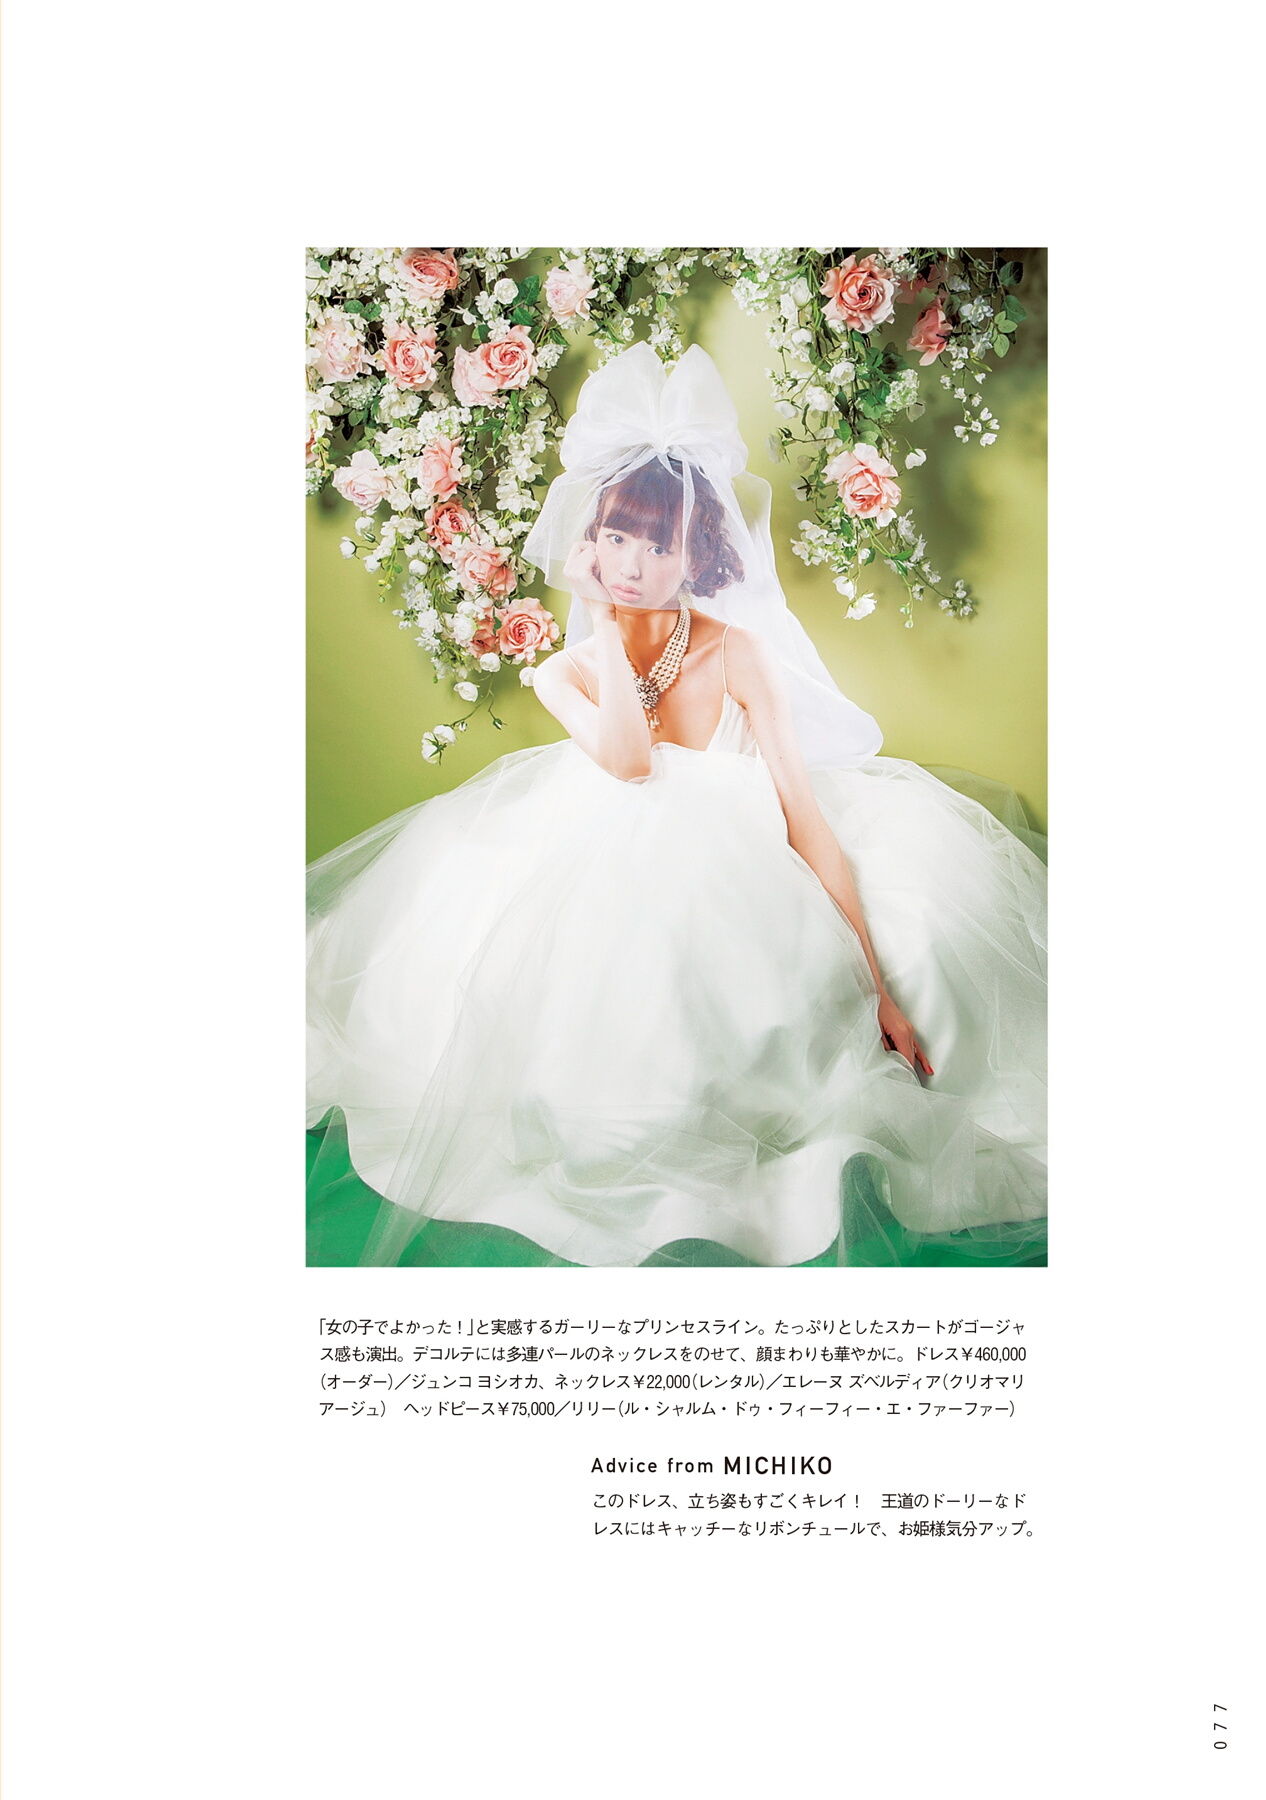 「女の子でよかった！」と実感するガーリーなプリンセスライン。たっぷりとしたスカートがゴージャ
ス感も演出。デコルテには多連パールのネックレスをのせて、顔まわりも華やかに。ドレス￥460,000
（オーダー）／ジュンコ ヨシオカ、ネックレス￥22,000（レンタル）／エレーヌ ズベルディア（クリオマリ
アージュ）　ヘッドピース￥75,000／リリー（ル・シャルム・ドゥ・フィーフィー・エ・ファーファー）
Advice from MICHIKO
このドレス、立ち姿もすごくキレイ！　王道のドーリーなド
レスにはキャッチーなリボンチュールで、お姫様気分アップ。
077